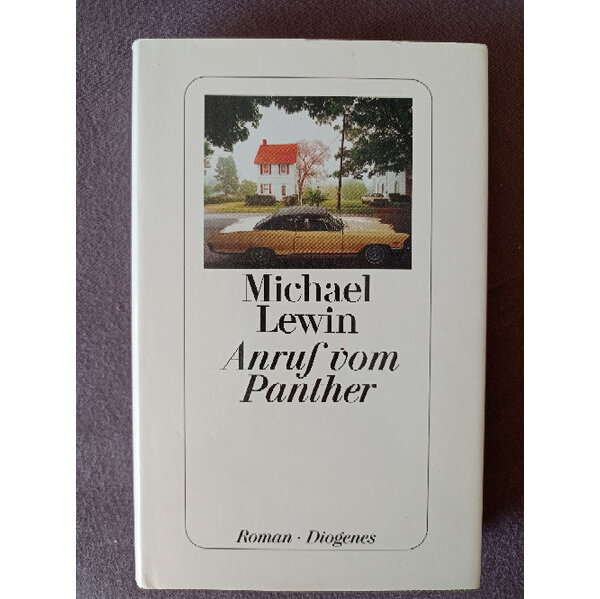 Michael
Lewin
Anruf vom
Panther
Roman · Diogenes